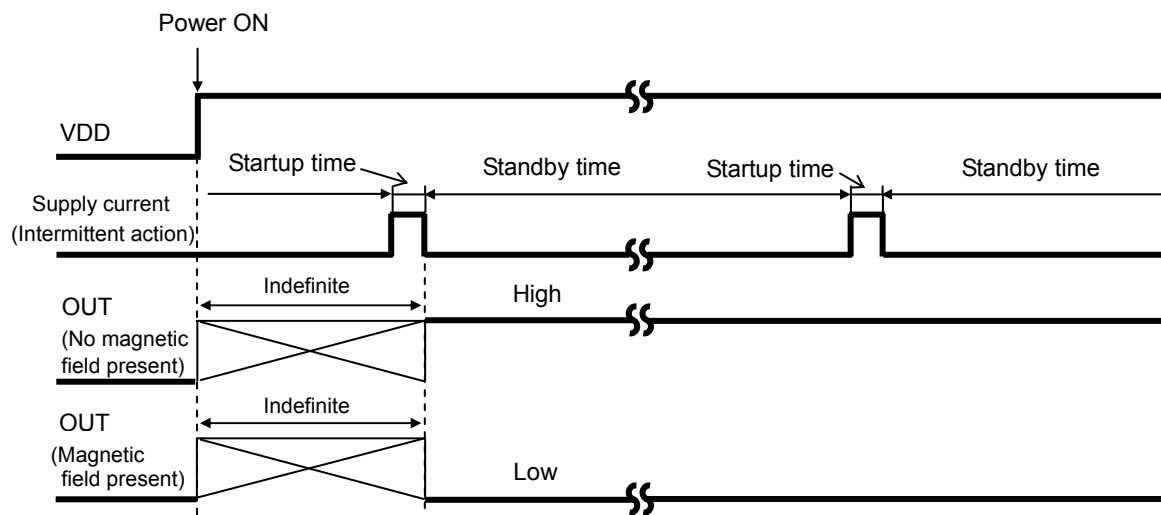 Power ON
VDD
Startup time
Standby time
Startup time
Standby time
Supply current
(Intermittent action)
Indefinite
OUT
High
(No magnetic
field present)
Indefinite
OUT
(Magnetic
field present)
Low